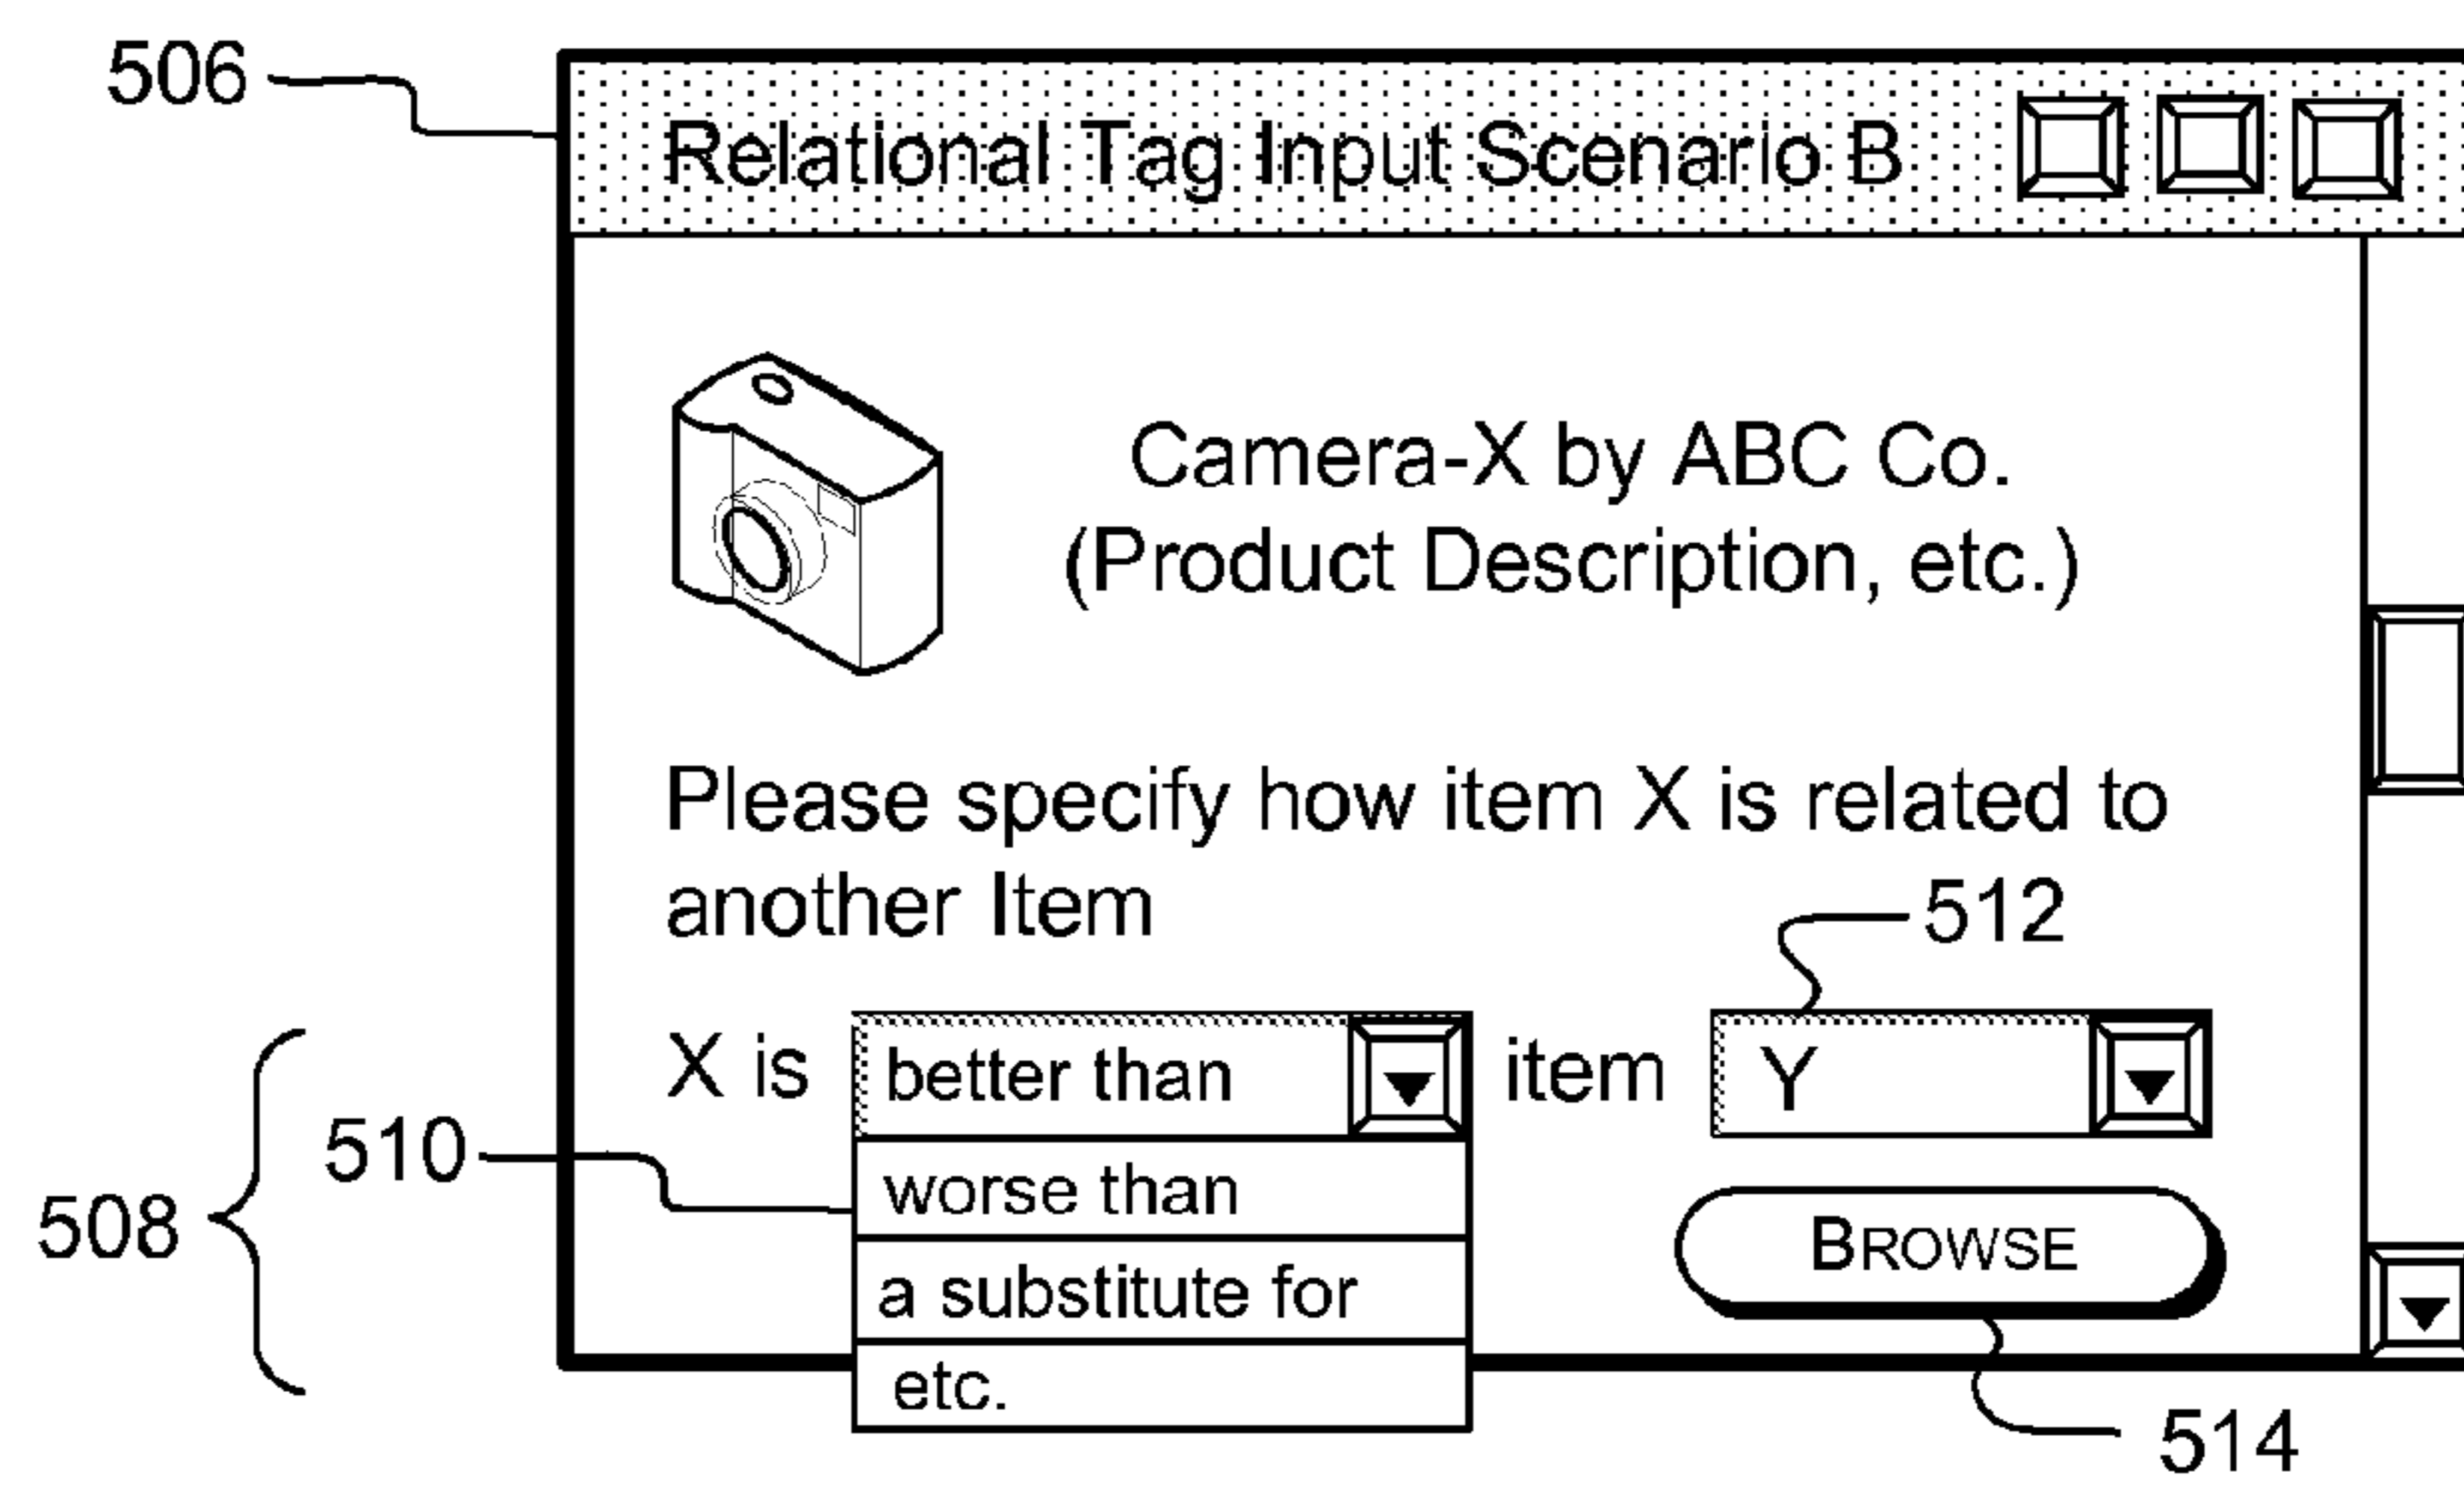 506
Relational Tag Input Scenario B
Camera-X by ABC Co.
(Product Description, etc.)
Please specify how item X is related to
another Item
512
X is better than item Y
510
worse than
508
BROWSE
a substitute for
etc.
514